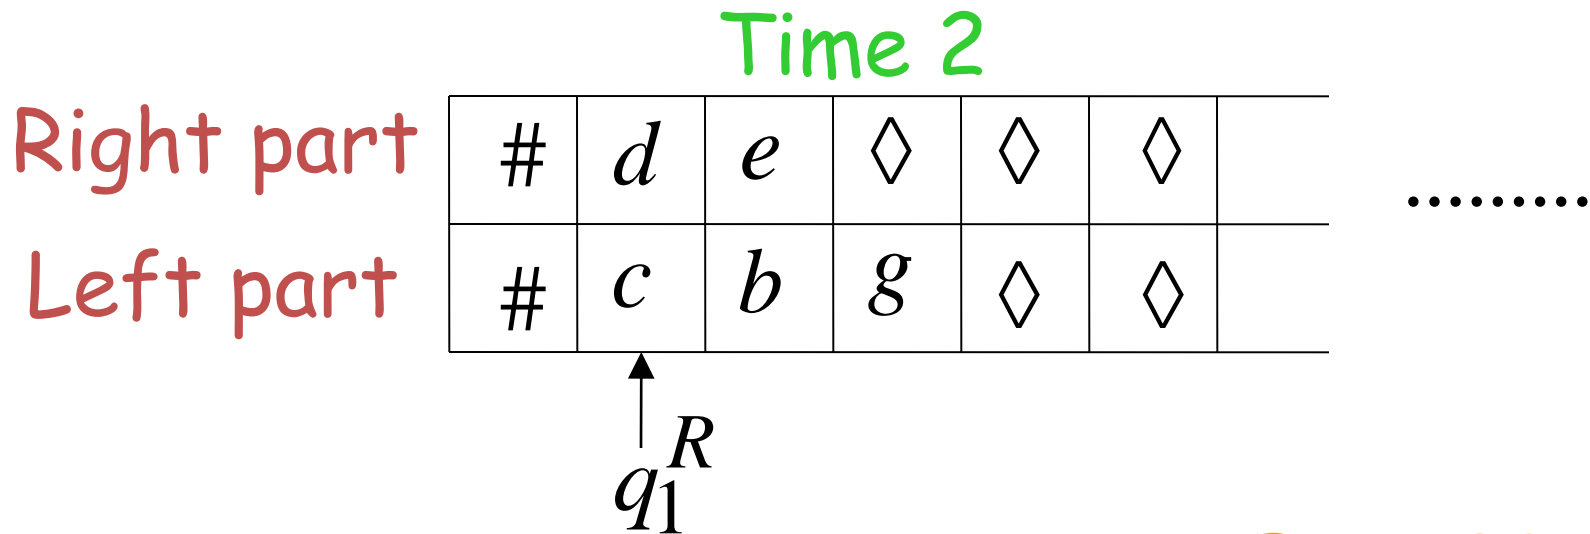 Time 2
Right part # d e ◊ ◊ ◊ .........
Left part # c b g ◊ ◊
q₁ᴿ